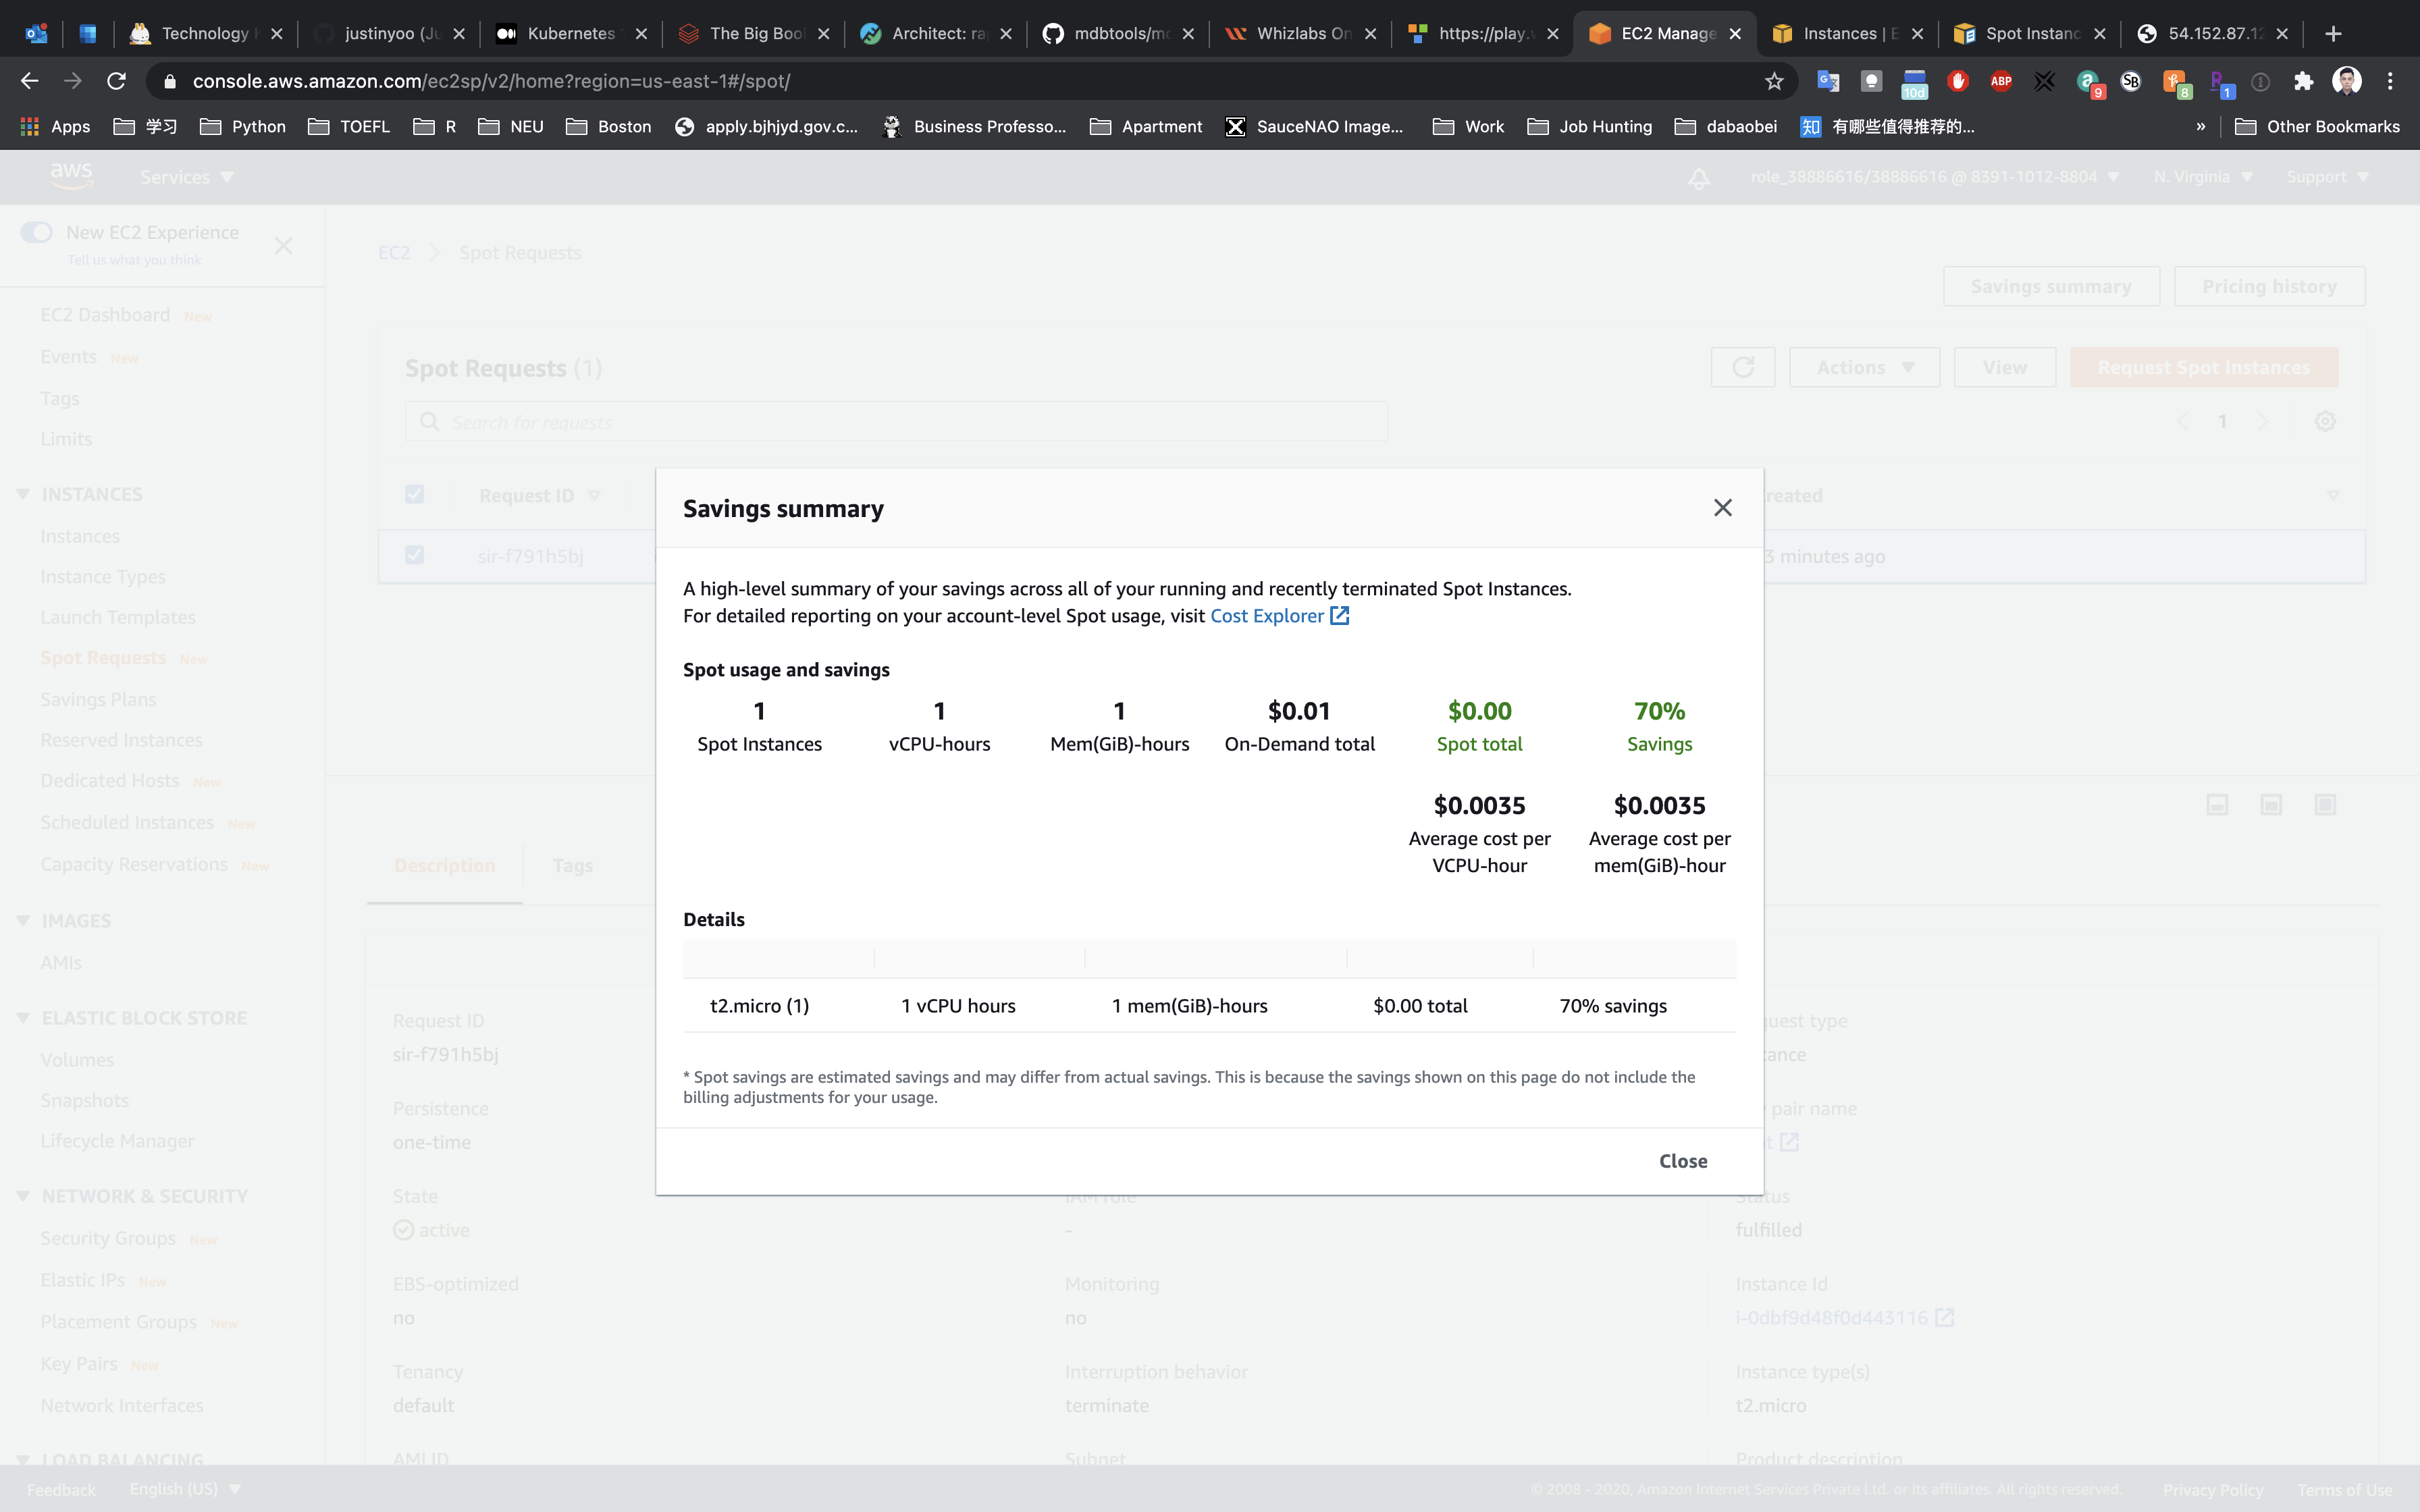 Technology
justinyoo (Ju
Kubernetes
The Big Boo
Architect: ra
mdbtools/m
Whizlabs On
https://play.
EC2 Manage
Instances | E
Spot Instanc
54.152.87.12
console.aws.amazon.com/ec2sp/v2/home?region=us-east-1#/spot/
10d
ABP
9
SB
8
1
Apps
学习
Python
TOEFL
R
NEU
Boston
apply.bjhjyd.gov.c...
Business Professo...
Apartment
SauceNAO Image...
Work
Job Hunting
dabaobei
知 有哪些值得推荐的...
»
Other Bookmarks
aws
Services
role_38886616/38886616 @ 8391-1012-8804
N. Virginia
Support
New EC2 Experience
Tell us what you think
EC2 Dashboard New
Events New
Tags
Limits
INSTANCES
Instances
Instance Types
Launch Templates
Spot Requests New
Savings Plans
Reserved Instances
Dedicated Hosts New
Scheduled Instances New
Capacity Reservations New
IMAGES
AMIs
ELASTIC BLOCK STORE
Volumes
Snapshots
Lifecycle Manager
NETWORK & SECURITY
Security Groups New
Elastic IPs New
Placement Groups New
Key Pairs New
Network Interfaces
LOAD BALANCING
EC2 > Spot Requests
Savings summary
Pricing history
Spot Requests (1)
Actions
View
Request Spot Instances
Search for requests
1
Request ID
reated
sir-f791h5bj
3 minutes ago
Savings summary
A high-level summary of your savings across all of your running and recently terminated Spot Instances.
For detailed reporting on your account-level Spot usage, visit Cost Explorer
Spot usage and savings
1
Spot Instances
1
vCPU-hours
1
Mem(GiB)-hours
$0.01
On-Demand total
$0.00
Spot total
70%
Savings
$0.0035
Average cost per
VCPU-hour
$0.0035
Average cost per
mem(GiB)-hour
Details
t2.micro (1) 1 vCPU hours 1 mem(GiB)-hours $0.00 total 70% savings
* Spot savings are estimated savings and may differ from actual savings. This is because the savings shown on this page do not include the
billing adjustments for your usage.
Close
Description
Tags
Request ID
sir-f791h5bj
Persistence
one-time
State
active
EBS-optimized
no
Tenancy
default
AMI ID
IAM role
-
Monitoring
no
Interruption behavior
terminate
Subnet
uest type
ance
pair name
t
Status
fulfilled
Instance Id
i-0dbf9d48f0d443116
Instance type(s)
t2.micro
Product description
Feedback
English (US)
© 2008 - 2020, Amazon Internet Services Private Ltd. or its affiliates. All rights reserved.
Privacy Policy
Terms of Use